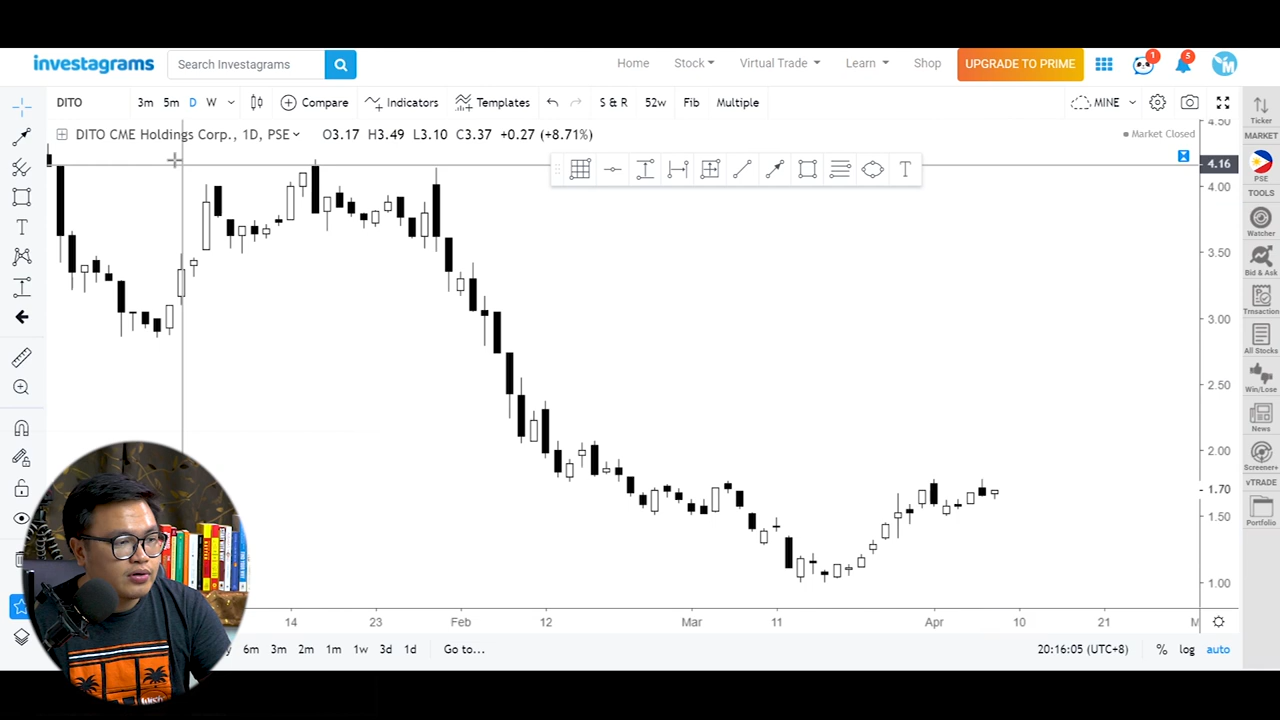 investagrams
Search Investagrams
Home
Stock
Virtual Trade
Learn
Shop
UPGRADE TO PRIME
1
5
DITO
3m
5m
D
W
Compare
Indicators
Templates
S & R
52w
Fib
Multiple
MINE
Ticker
DITO CME Holdings Corp., 1D, PSE
O3.17 H3.49 L3.10 C3.37 +0.27 (+8.71%)
Market Closed
MARKET
PSE
TOOLS
Watcher
Bid & Ask
Trnsaction
All Stocks
Win/Lose
News
Screener+
vTRADE
Portfolio
4.50
4.16
4.00
3.50
3.00
2.50
2.00
1.70
1.50
1.00
14
23
Feb
12
Mar
11
Apr
10
21
6m
3m
2m
1m
1w
3d
1d
Go to...
20:16:05 (UTC+8)
%
log
auto